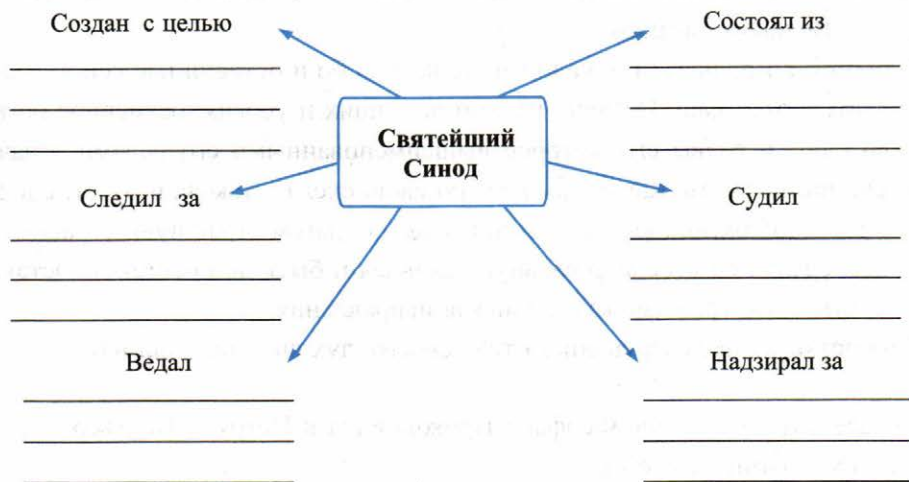 Создан с целью
Состоял из
Святейший
Синод
Следил за
Судил
Ведал
Надзирал за